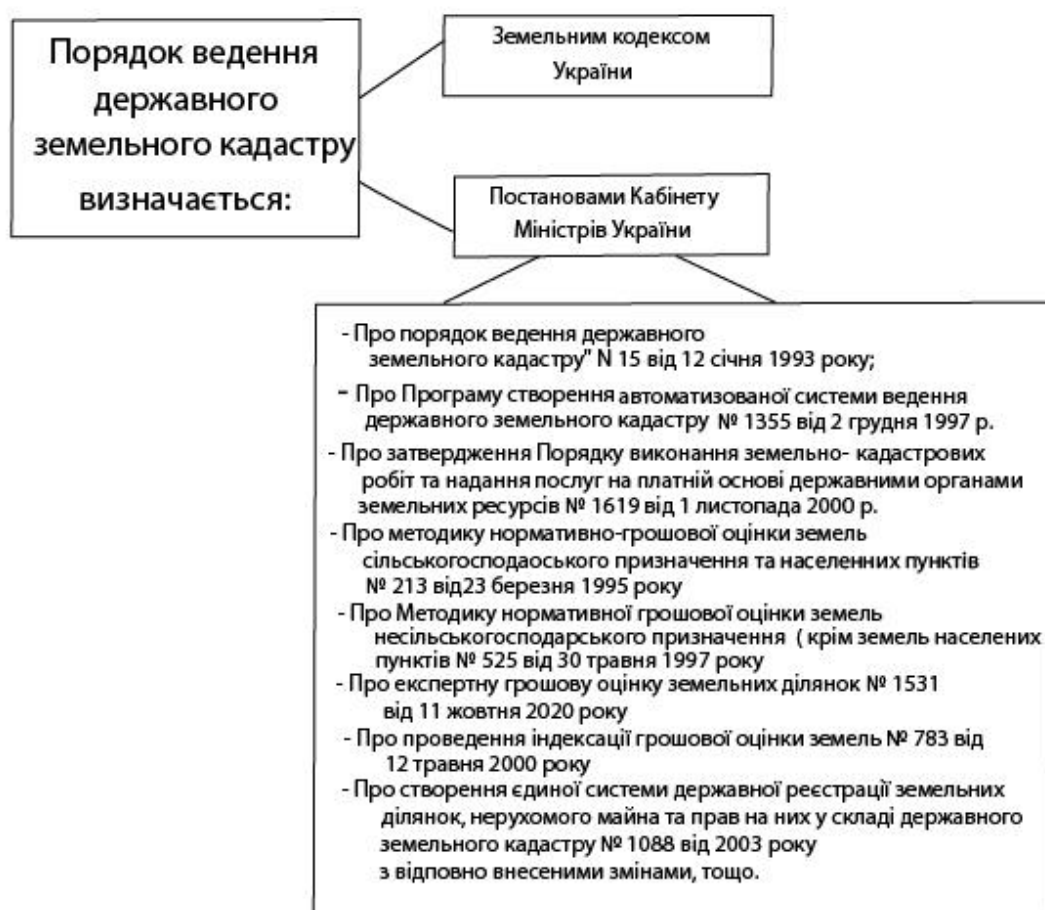 Порядок ведення
державного
земельного кадастру
визначається:
Земельним кодексом
України
Постановами Кабінету
Міністрів України
- Про порядок ведення державного
земельного кадастру" N 15 від 12 січня 1993 року;
- Про Програму створення автоматизованої системи ведення
державного земельного кадастру № 1355 від 2 грудня 1997 р.
- Про затвердження Порядку виконання земельно- кадастрових
робіт та надання послуг на платній основі державними органами
земельних ресурсів № 1619 від 1 листопада 2000 р.
- Про методику нормативно-грошової оцінки земель
сільськогосподаоського призначення та населенних пунктів
№ 213 від23 березня 1995 року
- Про Методику нормативної грошової оцінки земель
несільськогосподарського призначення ( крім земель населених
пунктів № 525 від 30 травня 1997 року
- Про експертну грошову оцінку земельних ділянок № 1531
від 11 жовтня 2020 року
- Про проведення індексації грошової оцінки земель № 783 від
12 травня 2000 року
- Про створення єдиної системи державної реєстрації земельних
ділянок, нерухомого майна та прав на них у складі державного
земельного кадастру № 1088 від 2003 року
з відповно внесеними змінами, тощо.